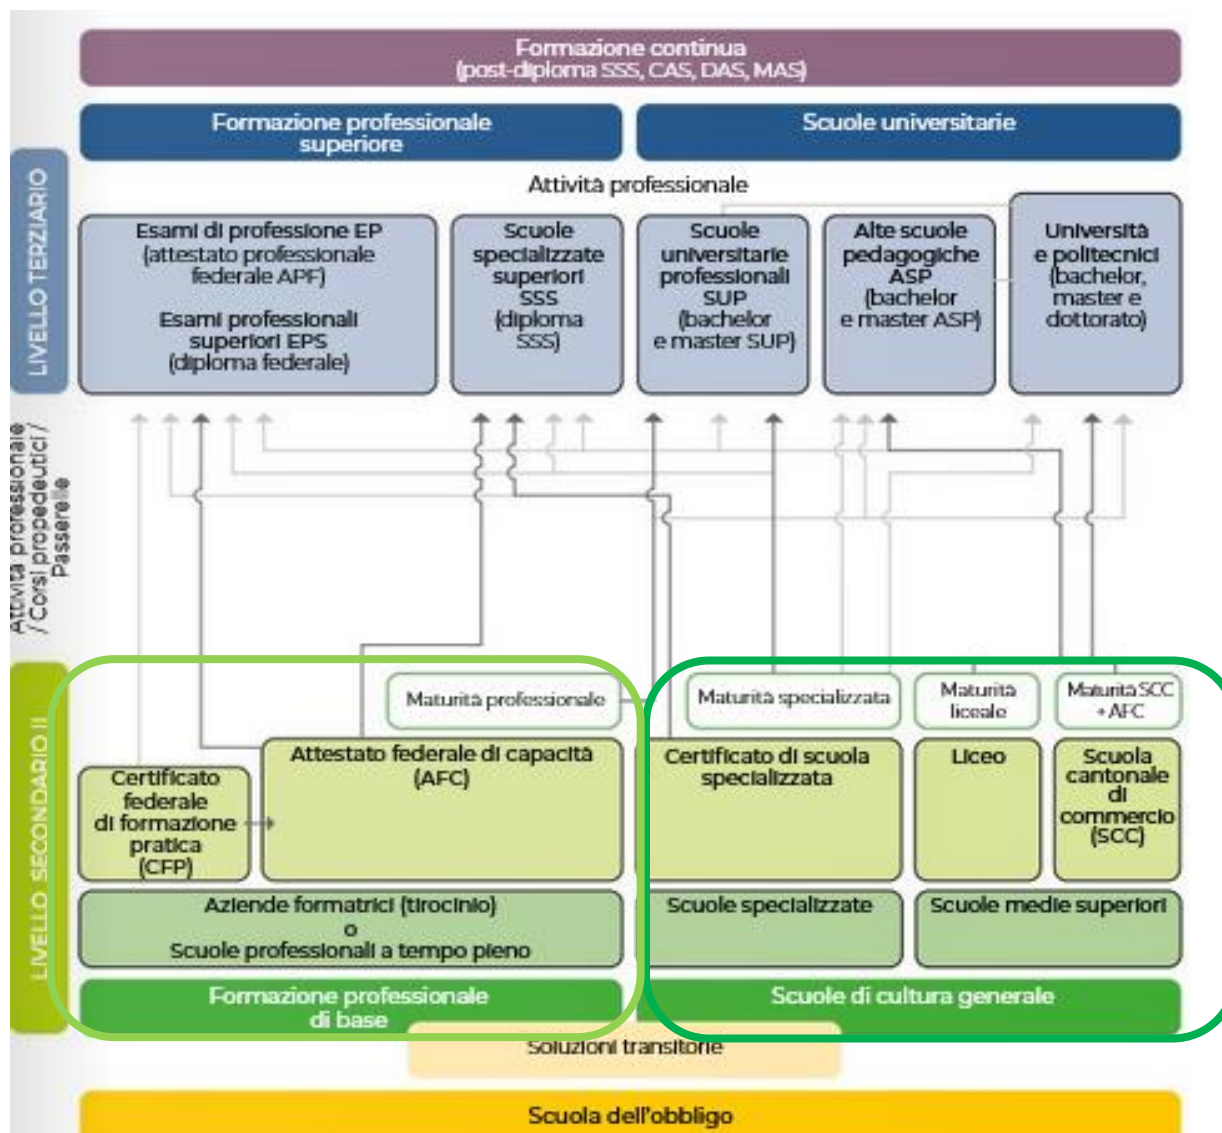 Formazione continua
(post-diploma SSS, CAS, DAS, MAS)
Formazione professionale
superiore
Scuole universitarie
LIVELLO TERZIARIO
Attività professionale
Esami di professione EP
(attestato professionale
federale APF)
Esami professionali
superiori EPS
(diploma federale)
Scuole
specializzate
superiori
SSS
(diploma
SSS)
Scuole
universitarie
professionali
SUP
(bachelor
e master SUP)
Alte scuole
pedagogiche
ASP
(bachelor
e master ASP)
Università
e politecnici
(bachelor,
master e
dottorato)
Attività professionale
/ Corsi propedeutici /
Passerelle
LIVELLO SECONDARIO II
Maturità professionale
Maturità specializzata
Maturità
liceale
Maturità SCC
+ AFC
Certificato
federale
di formazione
pratica
(CFP)
Attestato federale di capacità
(AFC)
Certificato di scuola
specializzata
Liceo
Scuola
cantonale
di
commercio
(SCC)
Aziende formatrici (tirocinio)
o
Scuole professionali a tempo pieno
Scuole specializzate
Scuole medie superiori
Formazione professionale
di base
Scuole di cultura generale
Soluzioni transitorie
Scuola dell'obbligo